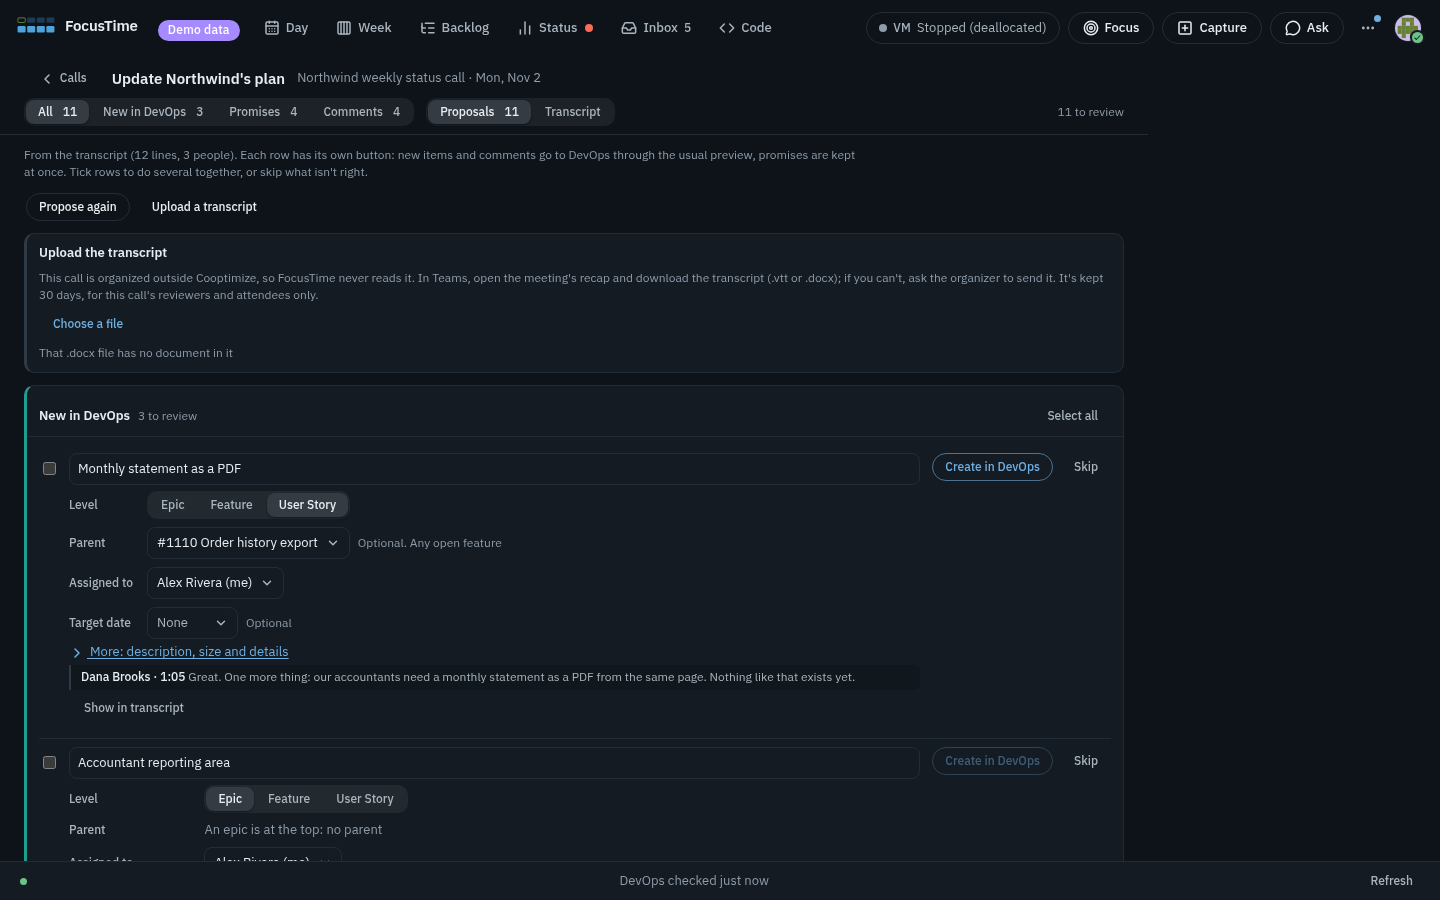 FocusTime
Demo data
Day
Week
Backlog
Status
Inbox 5
Code
VM Stopped (deallocated)
Focus
Capture
Ask
Calls
Update Northwind's plan
Northwind weekly status call · Mon, Nov 2
All 11
New in DevOps 3
Promises 4
Comments 4
Proposals 11
Transcript
11 to review
From the transcript (12 lines, 3 people). Each row has its own button: new items and comments go to DevOps through the usual preview, promises are kept
at once. Tick rows to do several together, or skip what isn't right.
Propose again
Upload a transcript
Upload the transcript
This call is organized outside Cooptimize, so FocusTime never reads it. In Teams, open the meeting's recap and download the transcript (.vtt or .docx); if you can't, ask the organizer to send it. It's kept
30 days, for this call's reviewers and attendees only.
Choose a file
That .docx file has no document in it
New in DevOps 3 to review
Select all
Monthly statement as a PDF
Create in DevOps
Skip
Level
Epic
Feature
User Story
Parent
#1110 Order history export
Optional. Any open feature
Assigned to
Alex Rivera (me)
Target date
None
Optional
More: description, size and details
Dana Brooks · 1:05 Great. One more thing: our accountants need a monthly statement as a PDF from the same page. Nothing like that exists yet.
Show in transcript
Accountant reporting area
Create in DevOps
Skip
Level
Epic
Feature
User Story
Parent
An epic is at the top: no parent
Assigned to
Alex Rivera (me)
DevOps checked just now
Refresh